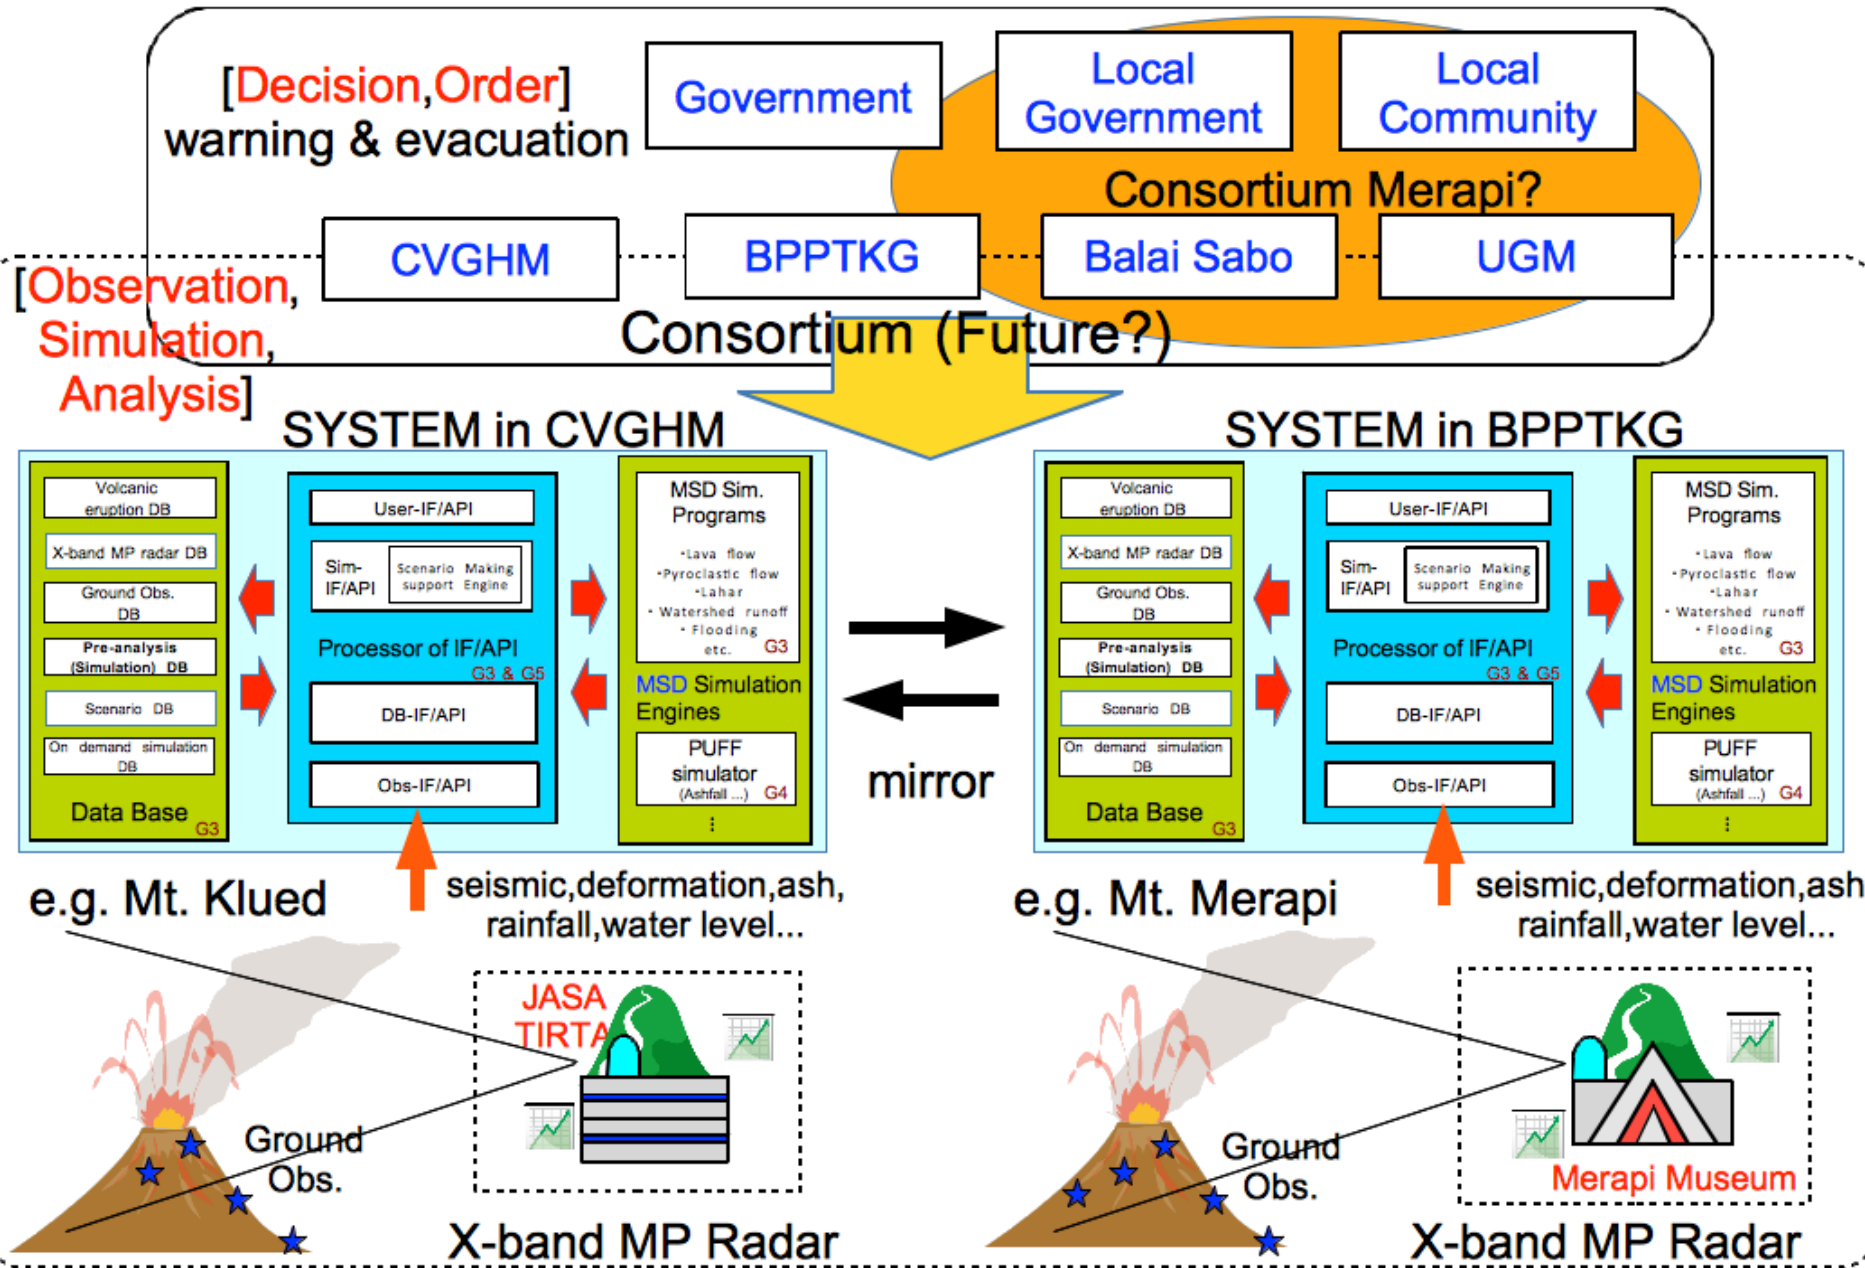 [Decision,Order]
warning & evacuation
Government
Local
Government
Local
Community
Consortium Merapi?
CVGHM
BPPTKG
Balai Sabo
UGM
[Observation,
Simulation,
Analysis]
Consortium (Future?)
SYSTEM in CVGHM
Volcanic
eruption DB
X-band MP radar DB
Ground Obs.
DB
Pre-analysis
(Simulation) DB
Scenario DB
On demand simulation
DB
Data Base
G3
User-IF/API
Sim-
IF/API
Scenario Making
support Engine
Processor of IF/API
G3 & G5
DB-IF/API
Obs-IF/API
MSD Sim.
Programs
・Lava flow
・Pyroclastic flow
・Lahar
・Watershed runoff
・Flooding
etc.
G3
MSD Simulation
Engines
PUFF
simulator
(Ashfall ...) G4
⋮
mirror
SYSTEM in BPPTKG
Volcanic
eruption DB
X-band MP radar DB
Ground Obs.
DB
Pre-analysis
(Simulation) DB
Scenario DB
On demand simulation
DB
Data Base
G3
User-IF/API
Sim-
IF/API
Scenario Making
support Engine
Processor of IF/API
G3 & G5
DB-IF/API
Obs-IF/API
MSD Sim.
Programs
・Lava flow
・Pyroclastic flow
・Lahar
・Watershed runoff
・Flooding
etc.
G3
MSD Simulation
Engines
PUFF
simulator
(Ashfall ...) G4
⋮
e.g. Mt. Klued
seismic,deformation,ash,
rainfall,water level...
JASA
TIRTA
Ground
Obs.
X-band MP Radar
e.g. Mt. Merapi
seismic,deformation,ash
rainfall,water level...
Ground
Obs.
Merapi Museum
X-band MP Radar